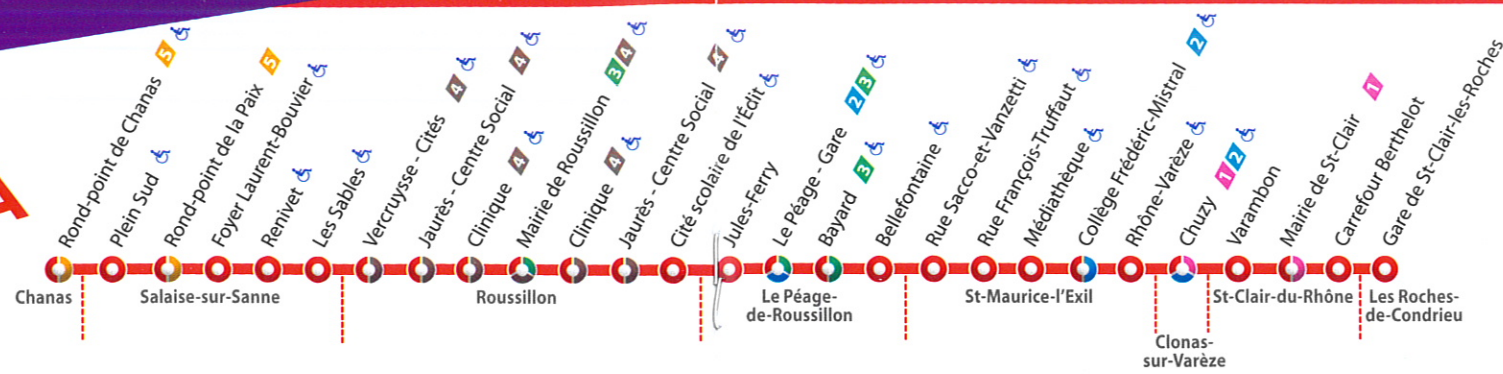 A
Rond-point de Chanas 5
Plein Sud
Rond-point de la Paix 5
Foyer Laurent-Bouvier
Renivet
Les Sables
Vercruysse - Cités 4
Jaurés - Centre Social 4
Clinique 4
Mairie de Roussillon 3 4
Clinique 4
Jaurès - Centre Social 4
Cité scolaire de l'Édit
Jules-Ferry
Le Péage - Gare 2 3
Bayard 3
Bellefontaine
Rue Sacco-et-Vanzetti
Rue François-Truffaut
Médiathèque
Collège Frédéric-Mistral 2
Rhône-Varèze
Chuzy 1 2
Varambon
Mairie de St-Clair 1
Carrefour Berthelot
Gare de St-Clair-les-Roches
Chanas
Salaise-sur-Sanne
Roussillon
Le Péage-
de-Roussillon
St-Maurice-l'Exil
Clonas-
sur-Varèze
St-Clair-du-Rhône
Les Roches-
de-Condrieu